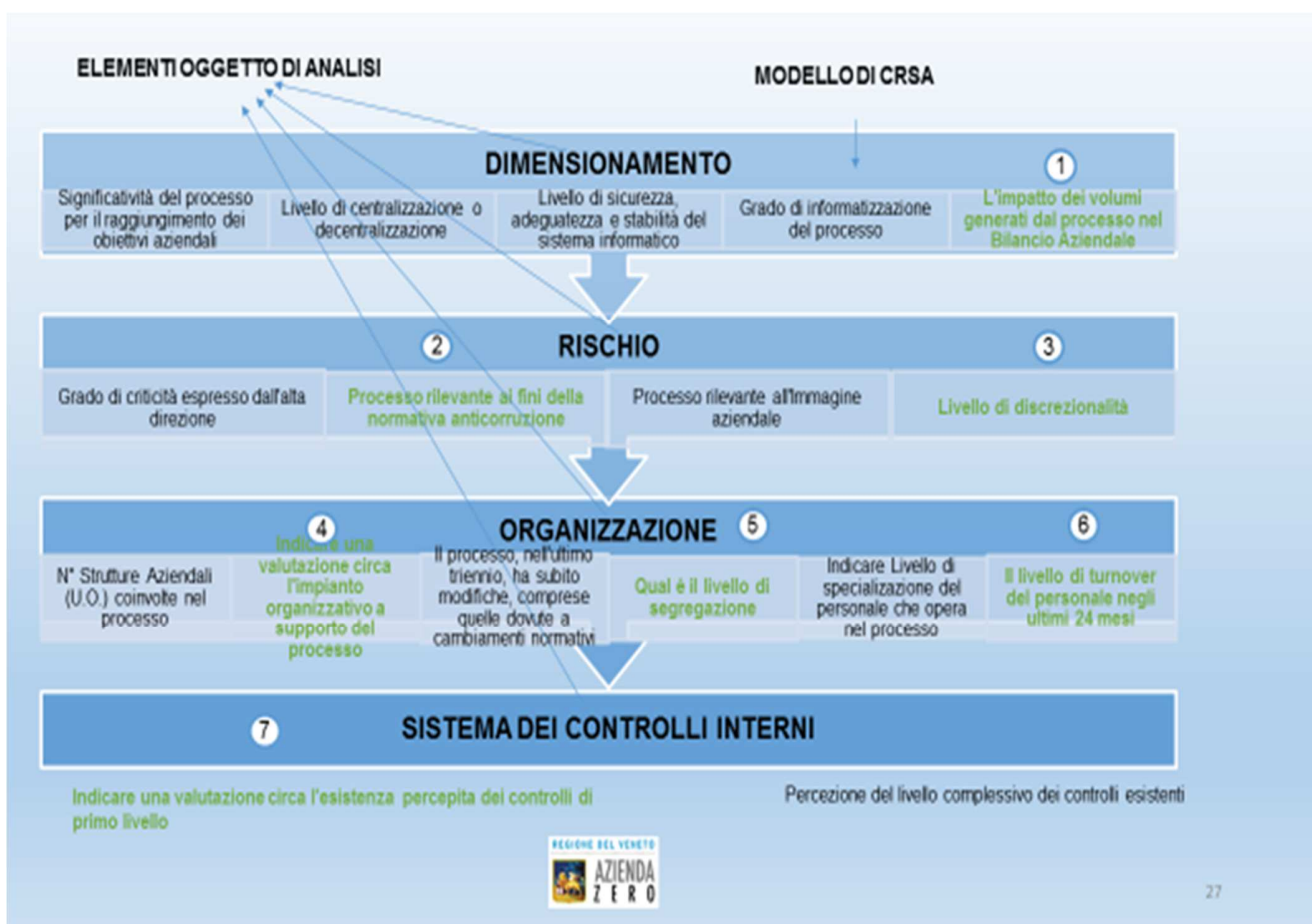 ELEMENTI OGGETTO DI ANALISI
MODELLO DI CRSA
DIMENSIONAMENTO
1
Significatività del processo
per il raggiungimento dei
obiettivi aziendali
Livello di centralizzazione o
decentralizzazione
Livello di sicurezza,
adeguatezza e stabilità del
sistema informatico
Grado di informatizzazione
del processo
L'impatto dei volumi
generati dal processo nel
Bilancio Aziendale
2
RISCHIO
3
Grado di criticità espresso dall'alta
direzione
Processo rilevante ai fini della
normativa anticorruzione
Processo rilevante all'Immagine
aziendale
Livello di discrezionalità
4
ORGANIZZAZIONE
5
6
N° Strutture Aziendali
(U.O.) coinvolte nel
processo
Indicare una
valutazione circa
l'impianto
organizzativo a
supporto del
processo
Il processo, nell'ultimo
triennio, ha subito
modifiche, comprese
quelle dovute a
cambiamenti normativi
Qual è il livello di
segregazione
Indicare Livello di
specializzazione del
personale che opera
nel processo
Il livello di turnover
del personale negli
ultimi 24 mesi
7
SISTEMA DEI CONTROLLI INTERNI
Indicare una valutazione circa l'esistenza percepita dei controlli di
primo livello
Percezione del livello complessivo dei controlli esistenti
REGIONE DEL VENETO
AZIENDA
ZERO
27